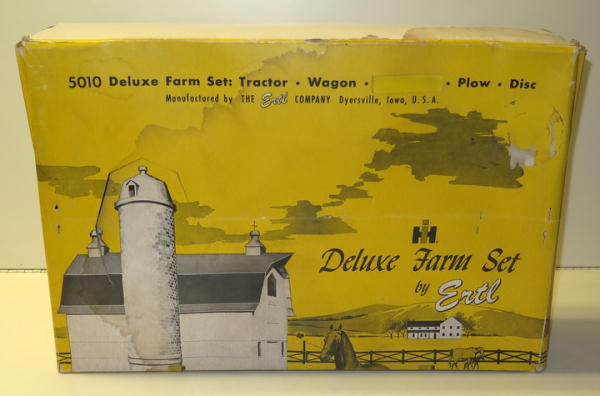 5010 Deluxe Farm Set: Tractor • Wagon • • Plow • Disc
Manufactured by THE Ertl COMPANY Dyersville, Iowa, U.S.A.
IH
Deluxe Farm Set
by Ertl